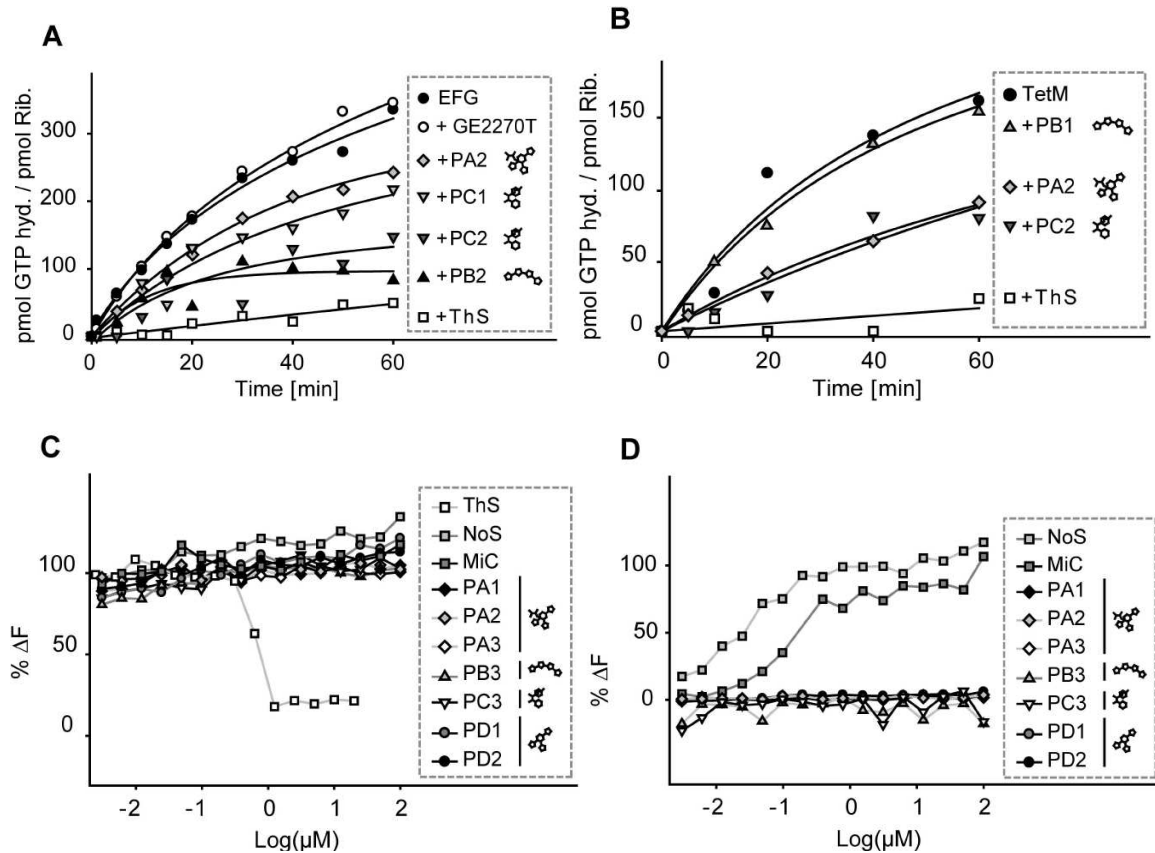 A
pmol GTP hyd. / pmol Rib.
300
200
100
0
0 20 40 60
Time [min]
EFG
+ GE2270T
+PA2
+PC1
+PC2
+PB2
+ThS
B
pmol GTP hyd. / pmol Rib.
150
100
50
0
0 20 40 60
Time [min]
TetM
+PB1
+PA2
+PC2
+ThS
C
% ΔF
100
50
0
-2 -1 0 1 2
Log(µM)
ThS
NoS
MiC
PA1
PA2
PA3
PB3
PC3
PD1
PD2
D
% ΔF
100
50
0
-2 -1 0 1 2
Log(µM)
NoS
MiC
PA1
PA2
PA3
PB3
PC3
PD1
PD2